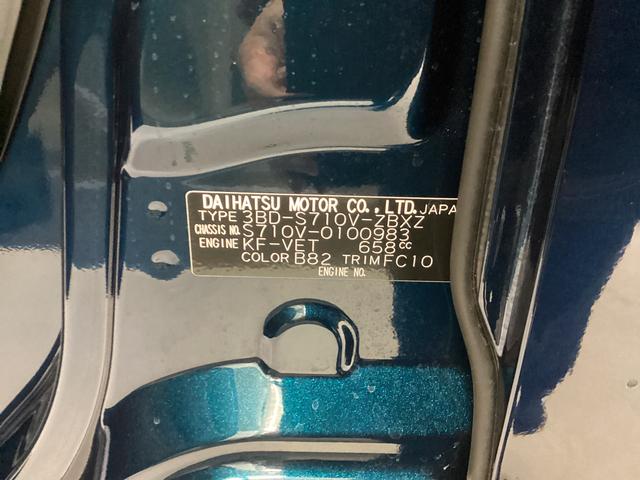 DAIHATSU MOTOR CO.,LTD. JAPA
TYPE 3BD-S710V-ZBXZ
CHASSIS NO. S710V-0100983
ENGINE KF-VET 658cc
COLOR B82 TRIM FC10
ENGINE NO.